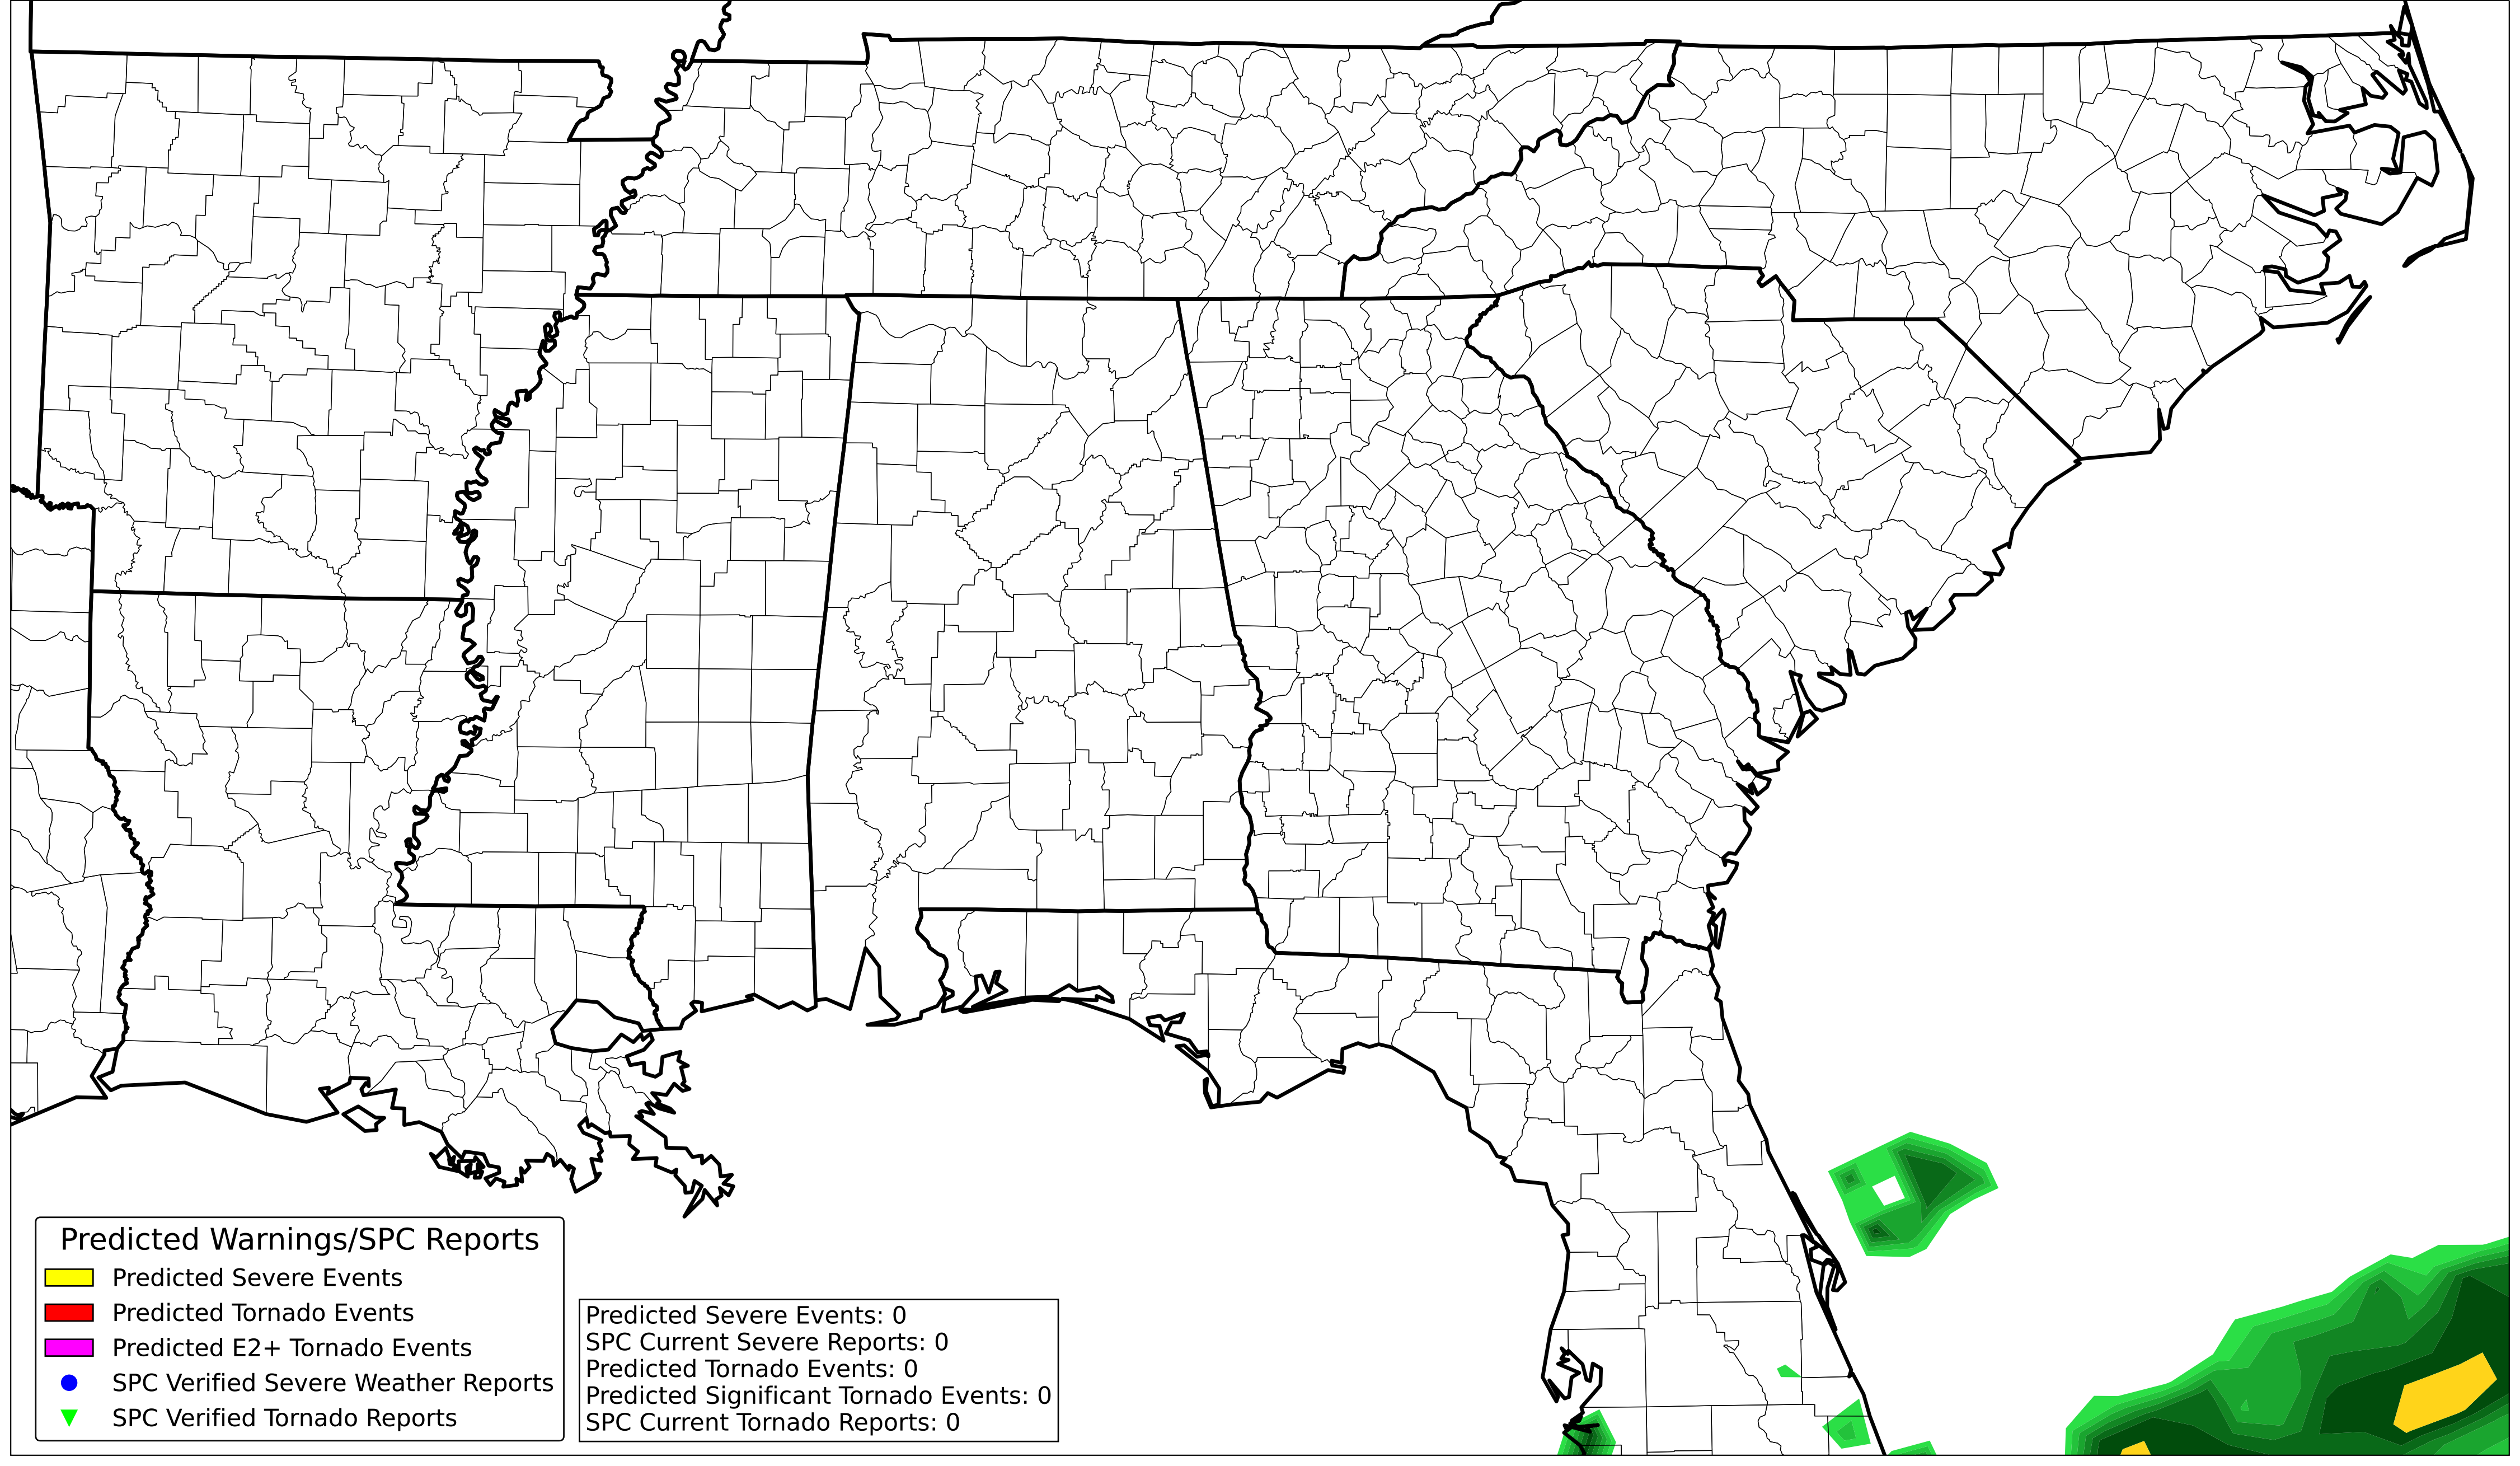 Predicted Warnings/SPC Reports
Predicted Severe Events
Predicted Tornado Events
Predicted E2+ Tornado Events
SPC Verified Severe Weather Reports
SPC Verified Tornado Reports
Predicted Severe Events: 0
SPC Current Severe Reports: 0
Predicted Tornado Events: 0
Predicted Significant Tornado Events: 0
SPC Current Tornado Reports: 0